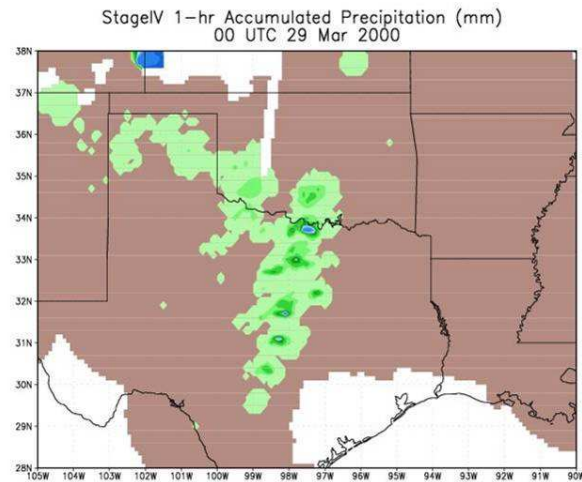 StageIV 1-hr Accumulated Precipitation (mm)
00 UTC 29 Mar 2000
38N
37N
36N
35N
34N
33N
32N
31N
30N
29N
28N
105W 104W 103W 102W 101W 100W 99W 98W 97W 96W 95W 94W 93W 92W 91W 90W